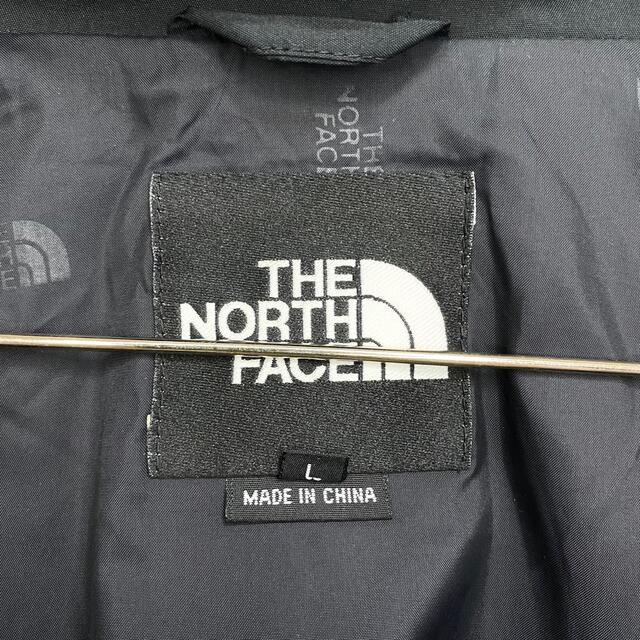 NORTH
FACE
THE
THE
NORTH
FACE
L
MADE IN CHINA